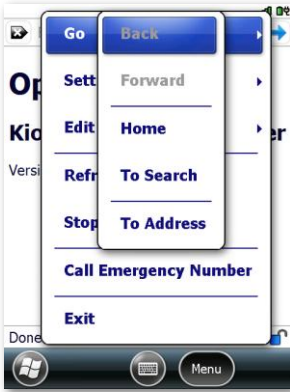 Go
Back
Sett
Forward
Edit
Home
Refr
To Search
Stop
To Address
Call Emergency Number
Exit
Op
Kio
er
Versi
Done
Menu